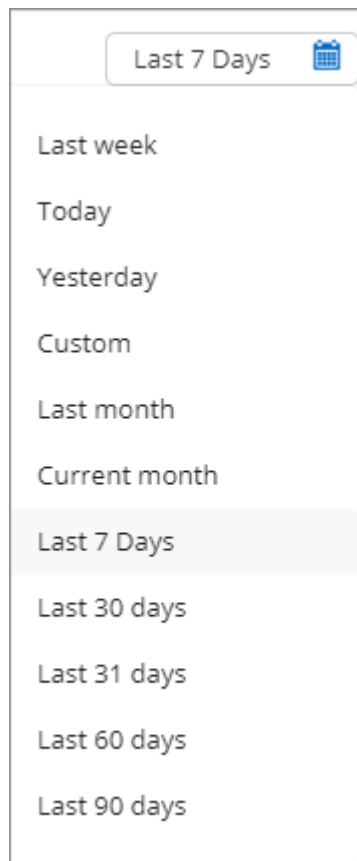 Last 7 Days
Last week
Today
Yesterday
Custom
Last month
Current month
Last 7 Days
Last 30 days
Last 31 days
Last 60 days
Last 90 days